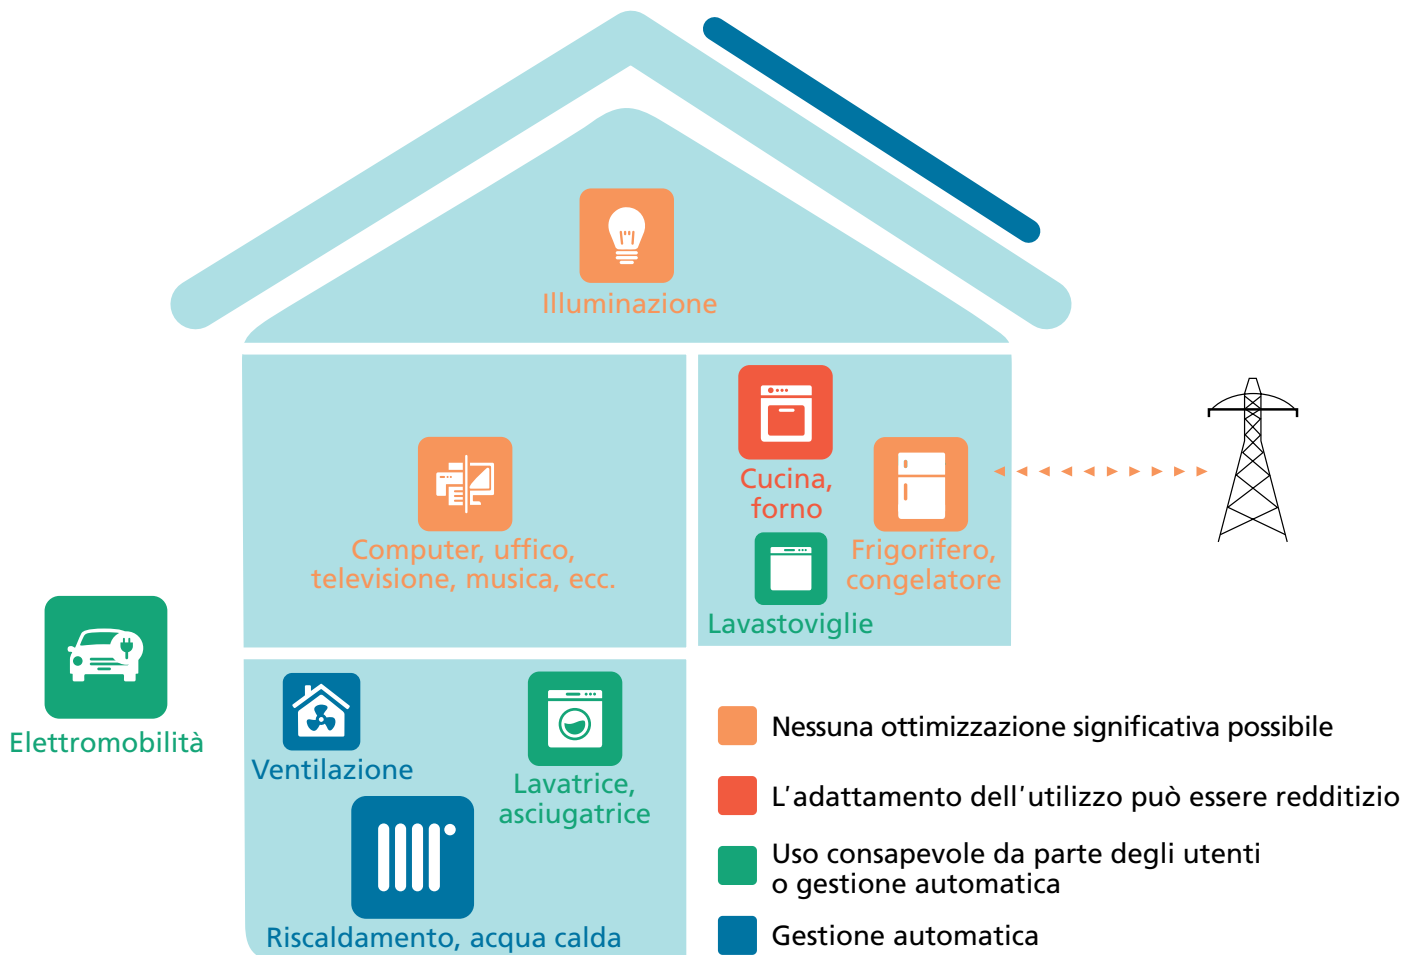 Illuminazione
Computer, uffico,
televisione, musica, ecc.
Cucina,
forno
Frigorifero,
congelatore
Lavastoviglie
Elettromobilità
Ventilazione
Lavatrice,
asciugatrice
Riscaldamento, acqua calda
Nessuna ottimizzazione significativa possibile
L'adattamento dell'utilizzo può essere redditizio
Uso consapevole da parte degli utenti
o gestione automatica
Gestione automatica